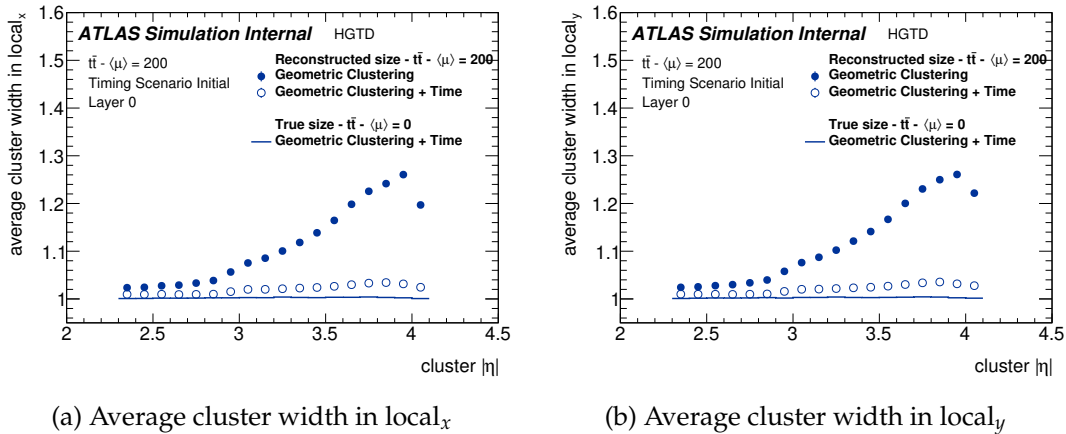 average cluster width in local_x
1.6
1.5
1.4
1.3
1.2
1.1
1
ATLAS Simulation Internal HGTD
tt̄ - ⟨μ⟩ = 200
Timing Scenario Initial
Layer 0
Reconstructed size - tt̄ - ⟨μ⟩ = 200
Geometric Clustering
Geometric Clustering + Time
True size - tt̄ - ⟨μ⟩ = 0
Geometric Clustering + Time
2 2.5 3 3.5 4 4.5
cluster |η|
(a) Average cluster width in local_x
average cluster width in local_y
1.6
1.5
1.4
1.3
1.2
1.1
1
ATLAS Simulation Internal HGTD
tt̄ - ⟨μ⟩ = 200
Timing Scenario Initial
Layer 0
Reconstructed size - tt̄ - ⟨μ⟩ = 200
Geometric Clustering
Geometric Clustering + Time
True size - tt̄ - ⟨μ⟩ = 0
Geometric Clustering + Time
2 2.5 3 3.5 4 4.5
cluster |η|
(b) Average cluster width in local_y